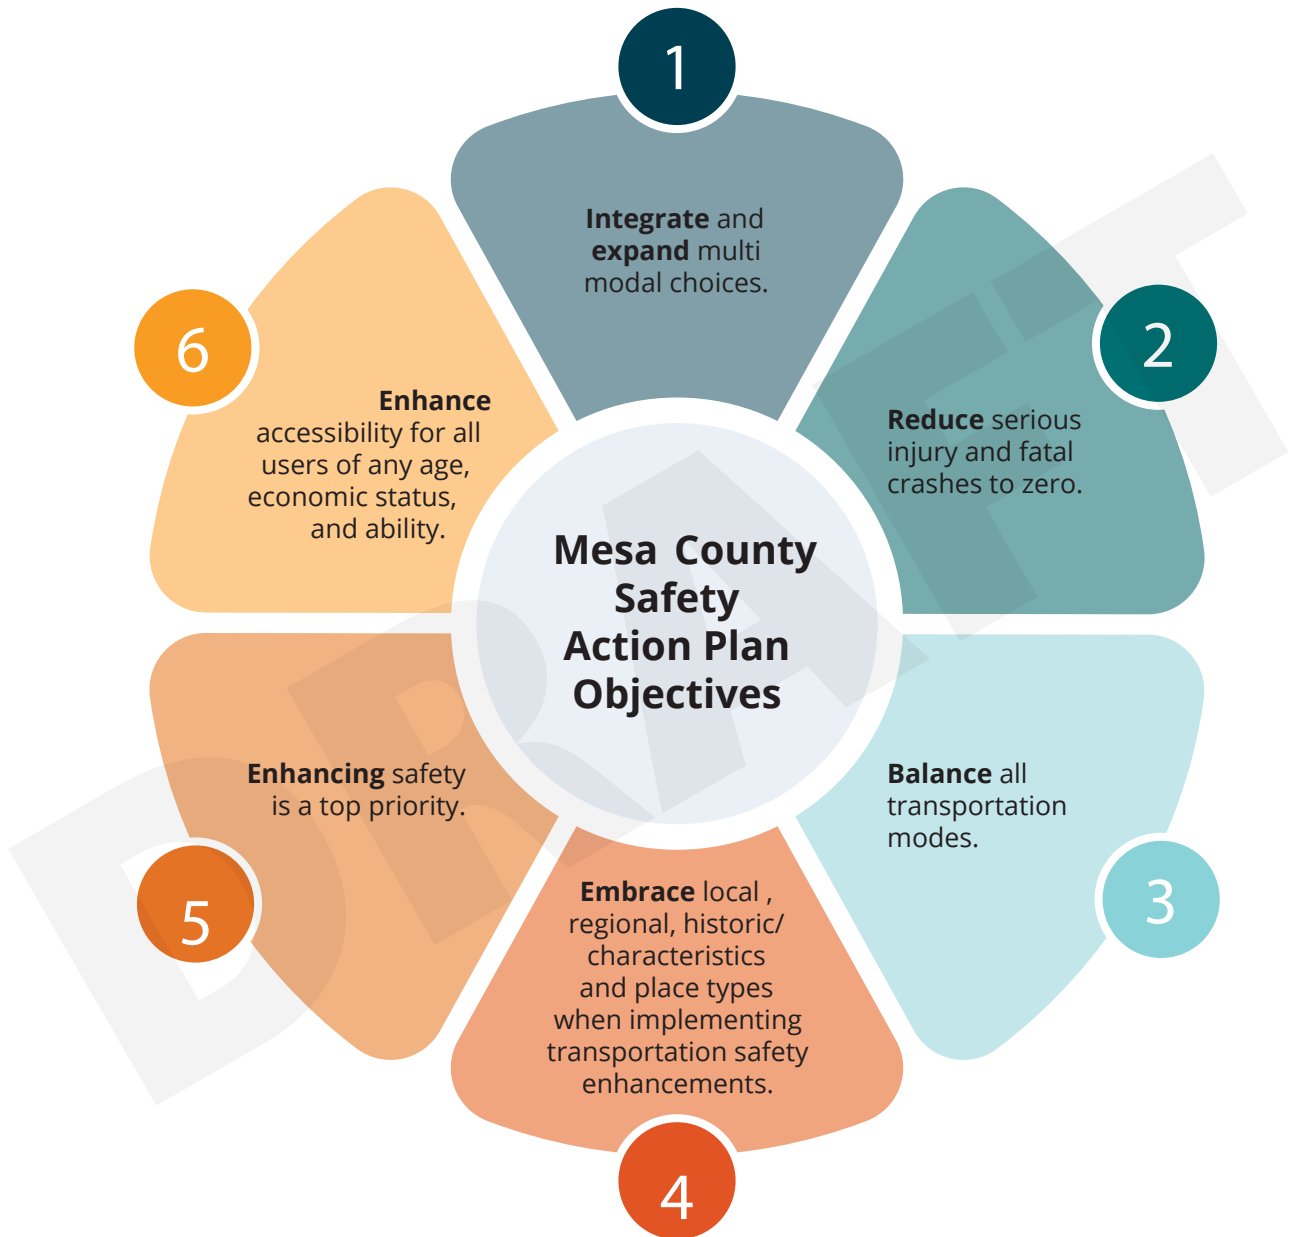 1
Integrate and
expand multi
modal choices.
2
Reduce serious
injury and fatal
crashes to zero.
3
Balance all
transportation
modes.
4
Embrace local ,
regional, historic/
characteristics
and place types
when implementing
transportation safety
enhancements.
5
Enhancing safety
is a top priority.
6
Enhance
accessibility for all
users of any age,
economic status,
and ability.
Mesa County
Safety
Action Plan
Objectives
DRAFT